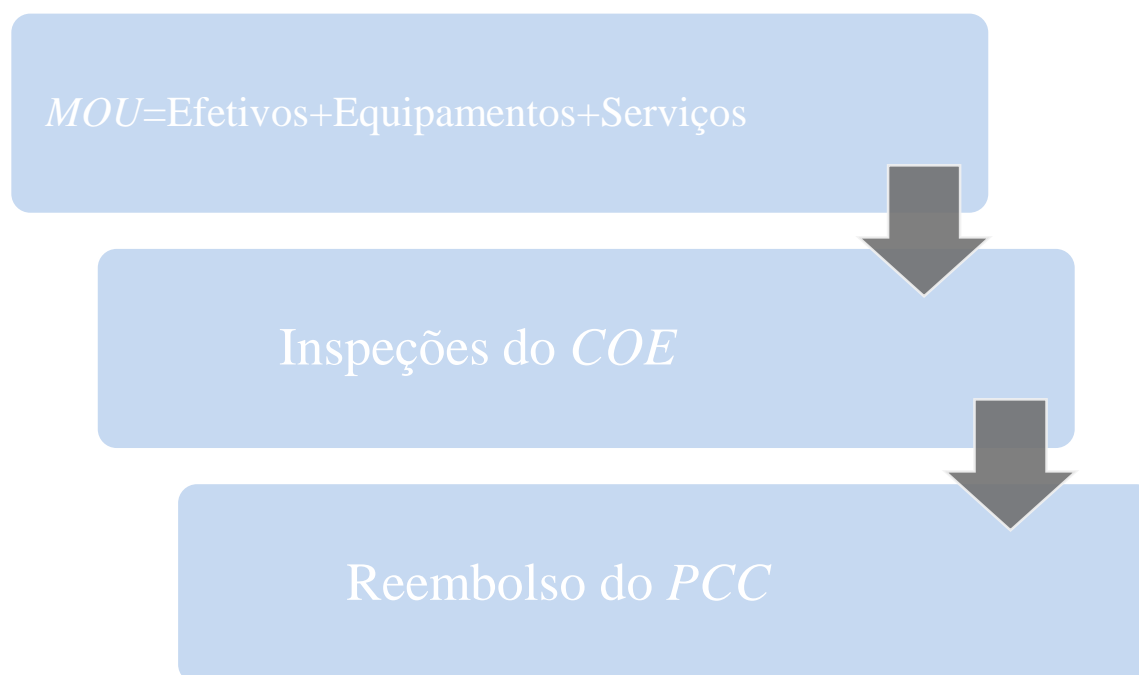 MOU=Efetivos+Equipamentos+Serviços
Inspeções do COE
Reembolso do PCC